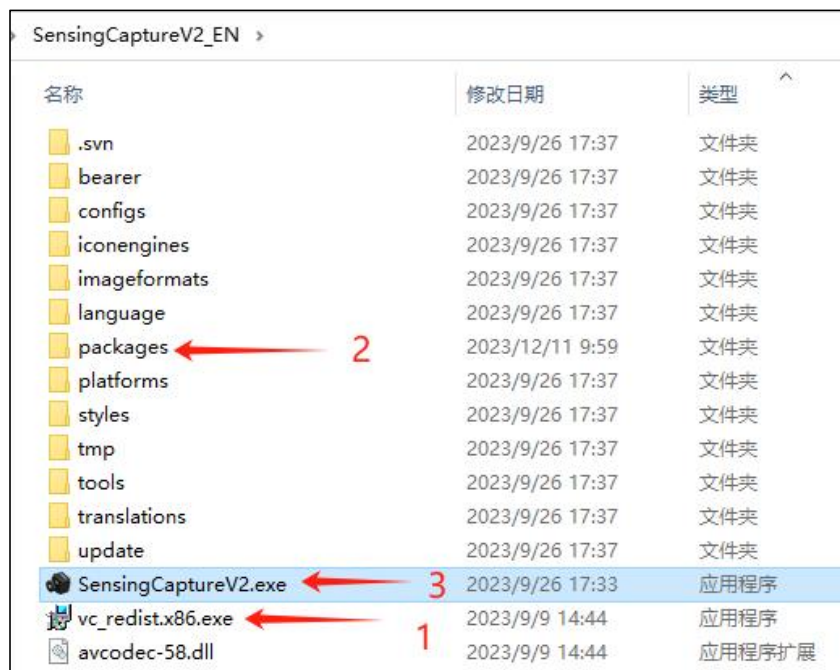 SensingCaptureV2_EN
名称 修改日期 类型
.svn 2023/9/26 17:37 文件夹
bearer 2023/9/26 17:37 文件夹
configs 2023/9/26 17:37 文件夹
iconengines 2023/9/26 17:37 文件夹
imageformats 2023/9/26 17:37 文件夹
language 2023/9/26 17:37 文件夹
packages 2 2023/12/11 9:59 文件夹
platforms 2023/9/26 17:37 文件夹
styles 2023/9/26 17:37 文件夹
tmp 2023/9/26 17:37 文件夹
tools 2023/9/26 17:37 文件夹
translations 2023/9/26 17:37 文件夹
update 2023/9/26 17:37 文件夹
SensingCaptureV2.exe 3 2023/9/26 17:33 应用程序
vc_redist.x86.exe 1 2023/9/9 14:44 应用程序
avcodec-58.dll 2023/9/9 14:44 应用程序扩展